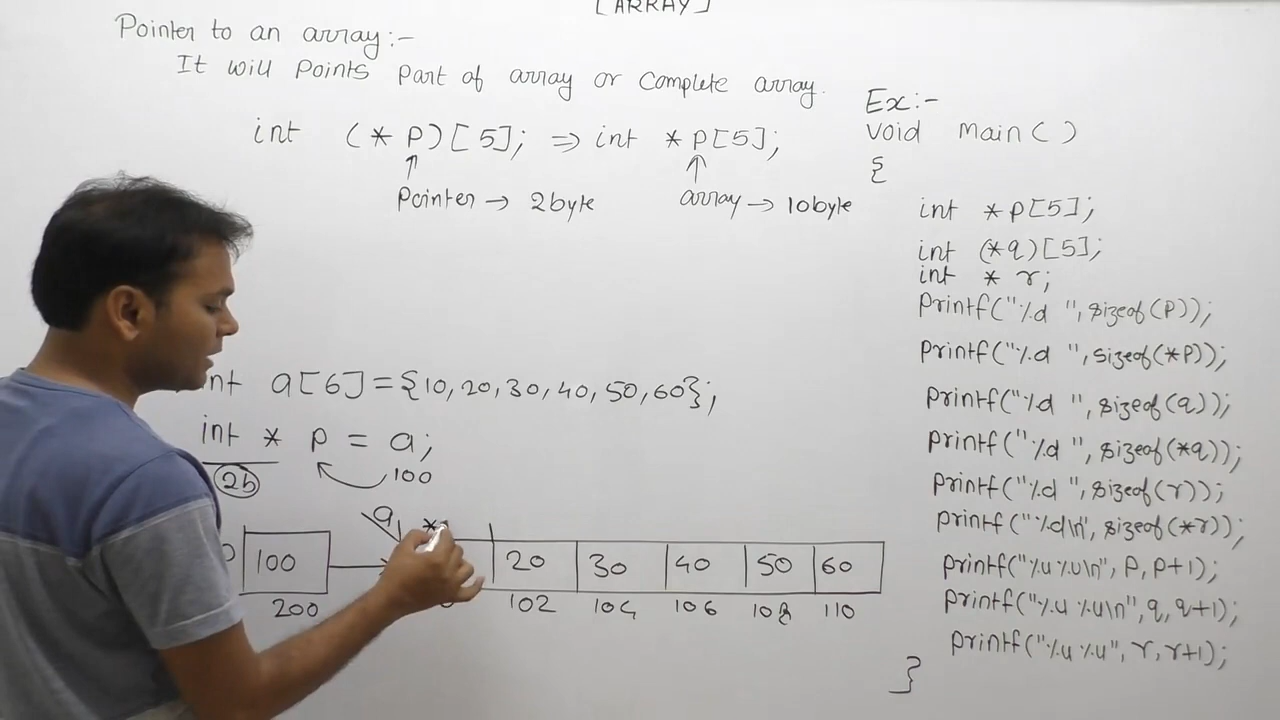 [ARRAY]
Pointer to an array:-
It will Points Part of array or Complete array.
int (* P)[5]; ⇒ int * P[5];
↑ ↑
Pointer → 2byte array → 10byte
int a[6]={10,20,30,40,50,60};
int * P = a;
2b 100
a *
100 20 30 40 50 60
200 102 104 106 108 110
Ex:-
void main()
{
int * P[5];
int (*q)[5];
int * r;
Printf("%d ", sizeof(P));
Printf("%d ", sizeof(*P));
Printf("%d ", sizeof(q));
Printf("%d ", sizeof(*q));
Printf("%d ", sizeof(r));
Printf("%d\n", sizeof(*r));
Printf("%u %u\n", P, P+1);
Printf("%u %u\n", q, q+1);
Printf("%u %u", r, r+1);
}